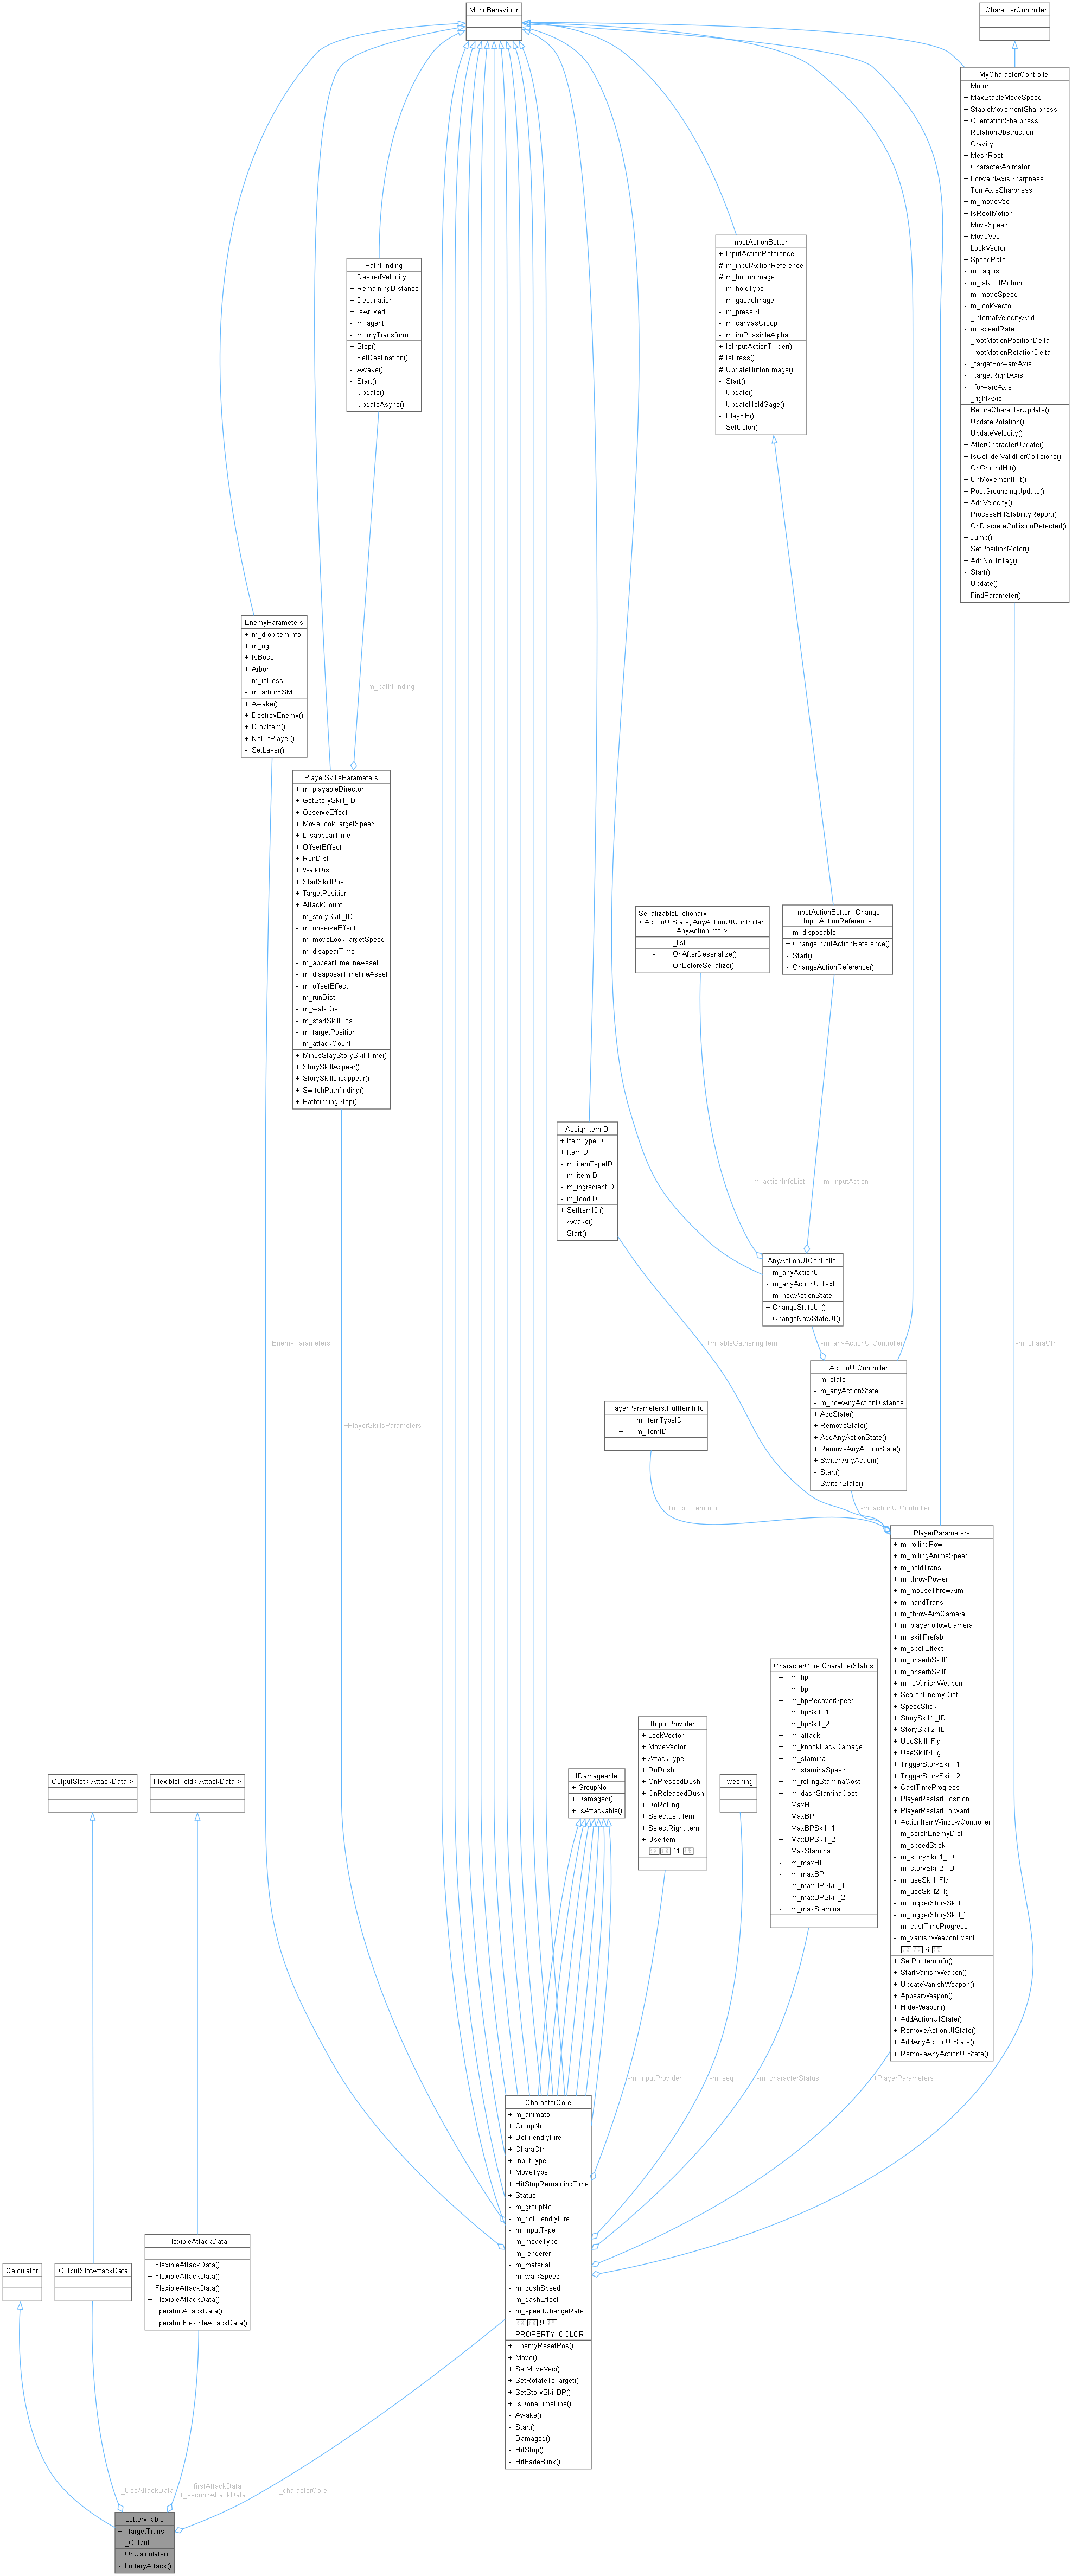 MonoBehaviour
ICharacterController
MyCharacterController
+ Motor
+ MaxStableMoveSpeed
+ StableMovementSharpness
+ OrientationSharpness
+ RotationObstruction
+ Gravity
+ MeshRoot
+ CharacterAnimator
+ ForwardAxisSharpness
+ TurnAxisSharpness
+ m_moveVec
+ IsRootMotion
+ MoveSpeed
+ MoveVec
+ LookVector
+ SpeedRate
- m_tagList
- m_isRootMotion
- m_moveSpeed
- m_lookVector
- _internalVelocityAdd
- m_speedRate
- _rootMotionPositionDelta
- _rootMotionRotationDelta
- _targetForwardAxis
- _targetRightAxis
- _forwardAxis
- _rightAxis
+ BeforeCharacterUpdate()
+ UpdateRotation()
+ UpdateVelocity()
+ AfterCharacterUpdate()
+ IsColliderValidForCollisions()
+ OnGroundHit()
+ OnMovementHit()
+ PostGroundingUpdate()
+ AddVelocity()
+ ProcessHitStabilityReport()
+ OnDiscreteCollisionDetected()
+ Jump()
+ SetPositionMotor()
+ AddNoHitTag()
- Start()
- Update()
- FindParameter()
InputActionButton
+ InputActionReference
# m_inputActionReference
# m_buttonImage
- m_holdType
- m_gaugeImage
- m_pressSE
- m_canvasGroup
- m_imPossibleAlpha
+ IsInputActionTrriger()
# IsPress()
# UpdateButtonImage()
- Start()
- Update()
- UpdateHoldGage()
- PlaySE()
- SetColor()
PathFinding
+ DesiredVelocity
+ RemainingDistance
+ Destination
+ IsArrived
- m_agent
- m_myTransform
+ Stop()
+ SetDestination()
- Awake()
- Start()
- Update()
- UpdateAsync()
EnemyParameters
+ m_dropItemInfo
+ m_rig
+ IsBoss
+ Arbor
- m_isBoss
- m_arborFSM
+ Awake()
+ DestroyEnemy()
+ DropItem()
+ NoHitPlayer()
- SetLayer()
-m_pathFinding
PlayerSkillsParameters
+ m_playableDirector
+ GetStorySkill_ID
+ ObserveEffect
+ MoveLookTargetSpeed
+ DisappearTime
+ OffsetEfffect
+ RunDist
+ WalkDist
+ StartSkillPos
+ TargetPosition
+ AttackCount
- m_storySkill_ID
- m_observeEffect
- m_moveLookTargetSpeed
- m_disapearTime
- m_appearTimelineAsset
- m_disappearTimelineAsset
- m_offsetEffect
- m_runDist
- m_walkDist
- m_startSkillPos
- m_targetPosition
- m_attackCount
+ MinusStayStorySkillTime()
+ StorySkillAppear()
+ StorySkillDisappear()
+ SwitchPathfinding()
+ PathfindingStop()
SerializableDictionary
< ActionUIState, AnyActionUIController.
AnyActionInfo >
- _list
- OnAfterDeserialize()
- OnBeforeSerialize()
InputActionButton_Change
InputActionReference
- m_disposable
+ ChangeInputActionReference()
- Start()
- ChangeActionReference()
AssignItemID
+ ItemTypeID
+ ItemID
- m_itemTypeID
- m_itemID
- m_ingredientID
- m_foodID
+ SetItemID()
- Awake()
- Start()
-m_actionInfoList
-m_inputAction
AnyActionUIController
- m_anyActionUI
- m_anyActionUIText
- m_nowActionState
+ ChangeStateUI()
- ChangeNowStateUI()
+EnemyParameters
+m_ableGatheringItem
-m_anyActionUIController
-m_charaCtrl
ActionUIController
- m_state
- m_anyActionState
- m_nowAnyActionDistance
+ AddState()
+ RemoveState()
+ AddAnyActionState()
+ RemoveAnyActionState()
+ SwitchAnyAction()
- Start()
- SwitchState()
+PlayerSkillsParameters
PlayerParameters.PutItemInfo
+ m_itemTypeID
+ m_itemID
+m_putItemInfo
-m_actionUIController
PlayerParameters
+ m_rollingPow
+ m_rollingAnimeSpeed
+ m_holdTrans
+ m_throwPower
+ m_mouseThrowAim
+ m_handTrans
+ m_throwAimCamera
+ m_playerfollowCamera
+ m_skillPrefab
+ m_spellEffect
+ m_obserbSkill1
+ m_obserbSkill2
+ m_isVanishWeapon
+ SearchEnemyDist
+ SpeedStick
+ StorySkill1_ID
+ StorySkill2_ID
+ UseSkill1Flg
+ UseSkill2Flg
+ TriggerStorySkill_1
+ TriggerStorySkill_2
+ CastTimeProgress
+ PlayerRestartPosition
+ PlayerRestartForward
+ ActionItemWindowController
- m_serchEnemyDist
- m_speedStick
- m_storySkill1_ID
- m_storySkill2_ID
- m_useSkill1Flg
- m_useSkill2Flg
- m_triggerStorySkill_1
- m_triggerStorySkill_2
- m_castTimeProgress
- m_vanishWeaponEvent
6 ...
+ SetPutItemInfo()
+ StartVanishWeapon()
+ UpdateVanishWeapon()
+ AppearWeapon()
+ HideWeapon()
+ AddActionUIState()
+ RemoveActionUIState()
+ AddAnyActionUIState()
+ RemoveAnyActionUIState()
CharacterCore.CharatcerStatus
+ m_hp
+ m_bp
+ m_bpRecoverSpeed
+ m_bpSkill_1
+ m_bpSkill_2
+ m_attack
+ m_knockBackDamage
+ m_stamina
+ m_staminaSpeed
+ m_rollingStaminaCost
+ m_dashStaminaCost
+ MaxHP
+ MaxBP
+ MaxBPSkill_1
+ MaxBPSkill_2
+ MaxStamina
- m_maxHP
- m_maxBP
- m_maxBPSkill_1
- m_maxBPSkill_2
- m_maxStamina
IInputProvider
+ LookVector
+ MoveVector
+ AttackType
+ DoDush
+ OnPressedDush
+ OnReleasedDush
+ DoRolling
+ SelectLeftItem
+ SelectRightItem
+ UseItem
11 ...
IDamageable
+ GroupNo
+ Damaged()
+ IsAttackable()
Tweening
OutputSlot< AttackData >
FlexibleField< AttackData >
-m_inputProvider
-m_seq
-m_characterStatus
+PlayerParameters
CharacterCore
+ m_animator
+ GroupNo
+ DoFriendlyFire
+ CharaCtrl
+ InputType
+ MoveType
+ HitStopRemainingTime
+ Status
- m_groupNo
- m_doFriendlyFire
- m_inputType
- m_moveType
- m_renderer
- m_material
- m_walkSpeed
- m_dushSpeed
- m_dashEffect
- m_speedChangeRate
9 ...
- PROPERTY_COLOR
+ EnemyResetPos()
+ Move()
+ SetMoveVec()
+ SetRotateToTarget()
+ SetStorySkillBP()
+ IsDoneTimeLine()
- Awake()
- Start()
- Damaged()
- HitStop()
- HitFadeBlink()
FlexibleAttackData
+ FlexibleAttackData()
+ FlexibleAttackData()
+ FlexibleAttackData()
+ FlexibleAttackData()
+ operator AttackData()
+ operator FlexibleAttackData()
Calculator
OutputSlotAttackData
-_UseAttackData
+_firstAttackData
+_secondAttackData
-_characterCore
LotteryTable
+ _targetTrans
- _Output
+ OnCalculate()
- LotteryAttack()